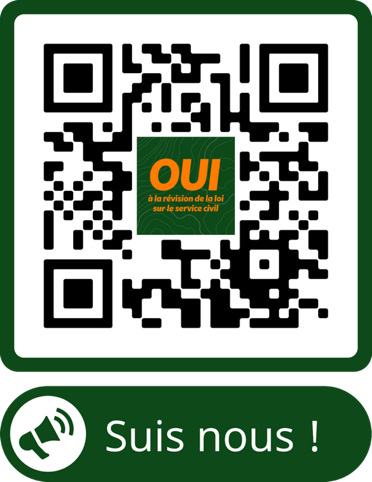 OUI
à la révision de la loi
sur le service civil
Suis nous !